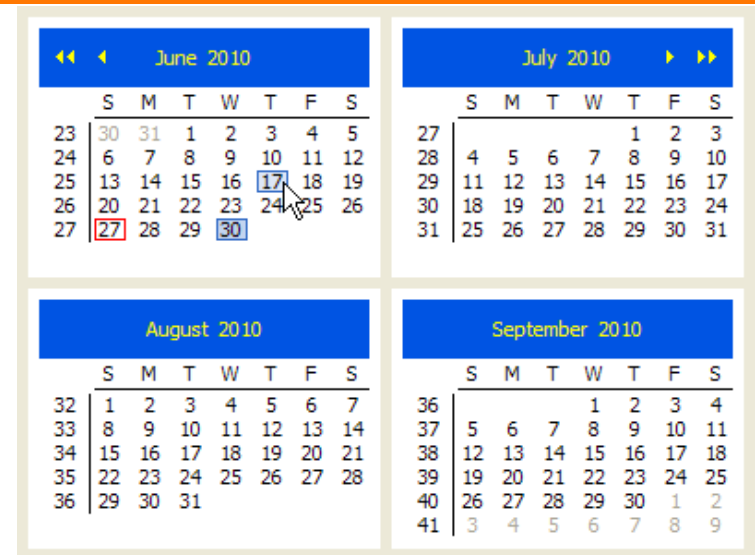 June 2010
S M T W T F S
23 30 31 1 2 3 4 5
24 6 7 8 9 10 11 12
25 13 14 15 16 17 18 19
26 20 21 22 23 24 25 26
27 27 28 29 30
July 2010
S M T W T F S
27 1 2 3
28 4 5 6 7 8 9 10
29 11 12 13 14 15 16 17
30 18 19 20 21 22 23 24
31 25 26 27 28 29 30 31
August 2010
S M T W T F S
32 1 2 3 4 5 6 7
33 8 9 10 11 12 13 14
34 15 16 17 18 19 20 21
35 22 23 24 25 26 27 28
36 29 30 31
September 2010
S M T W T F S
36 1 2 3 4
37 5 6 7 8 9 10 11
38 12 13 14 15 16 17 18
39 19 20 21 22 23 24 25
40 26 27 28 29 30 1 2
41 3 4 5 6 7 8 9